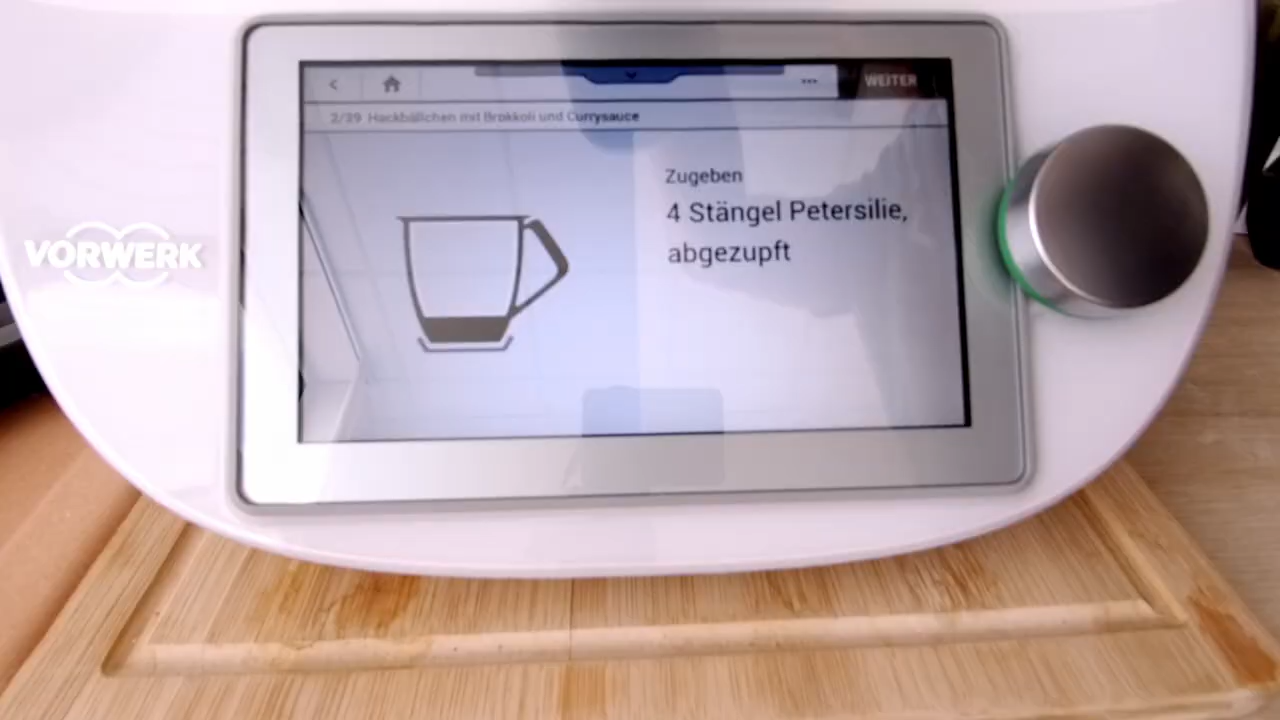 WEITER
2/39 Hackbällchen mit Brokkoli und Currysauce
Zugeben
4 Stängel Petersilie,
abgezupft
VORWERK